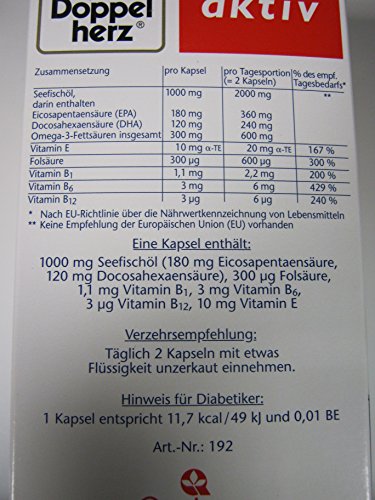 Doppel herz®
aktiv
Zusammensetzung pro Kapsel pro Tagesportion (= 2 Kapseln) % des empf. Tagesbedarfs*
Seefischöl, 1000 mg 2000 mg **
darin enthalten
Eicosapentaensäure (EPA) 180 mg 360 mg
Docosahexaensäure (DHA) 120 mg 240 mg
Omega-3-Fettsäuren insgesamt 300 mg 600 mg
Vitamin E 10 mg α-TE 20 mg α-TE 167 %
Folsäure 300 µg 600 µg 300 %
Vitamin B1 1,1 mg 2,2 mg 200 %
Vitamin B6 3 mg 6 mg 429 %
Vitamin B12 3 µg 6 µg 240 %
* Nach EU-Richtlinie über die Nährwertkennzeichnung von Lebensmitteln
** Keine Empfehlung der Europäischen Union (EU) vorhanden
Eine Kapsel enthält:
1000 mg Seefischöl (180 mg Eicosapentaensäure,
120 mg Docosahexaensäure), 300 µg Folsäure,
1,1 mg Vitamin B1, 3 mg Vitamin B6,
3 µg Vitamin B12, 10 mg Vitamin E
Verzehrsempfehlung:
Täglich 2 Kapseln mit etwas
Flüssigkeit unzerkaut einnehmen.
Hinweis für Diabetiker:
1 Kapsel entspricht 11,7 kcal/49 kJ und 0,01 BE
Art.-Nr.: 192